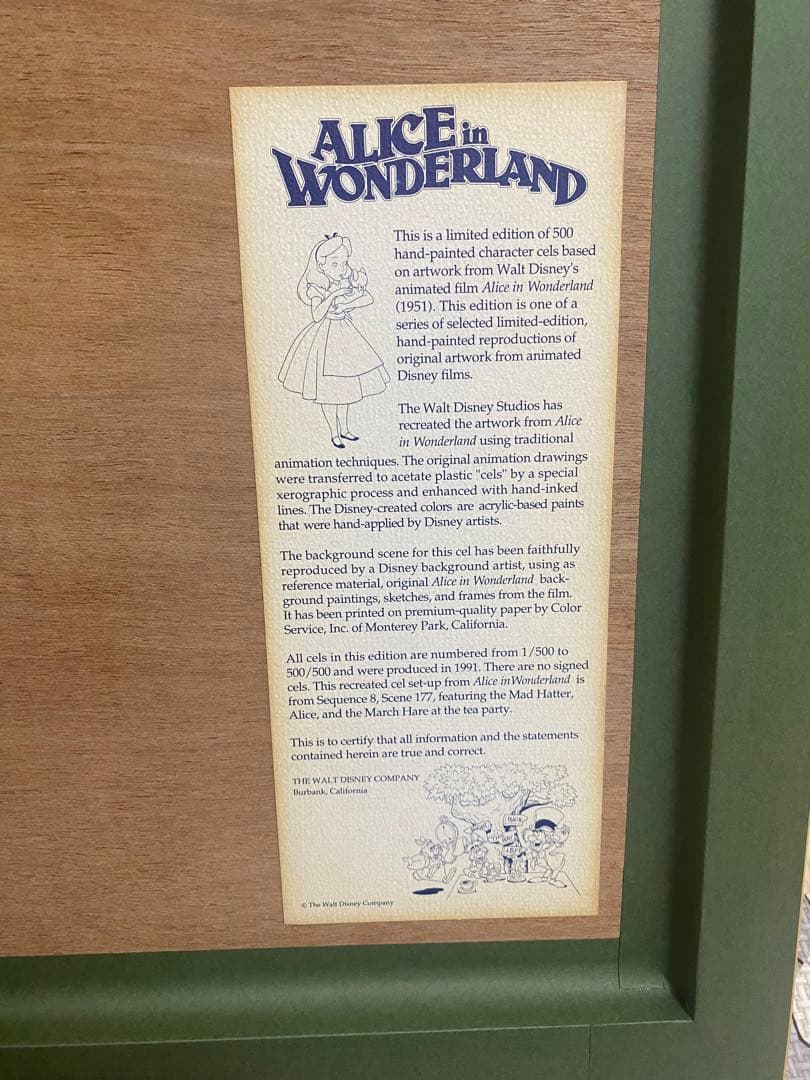 ALICE in
WONDERLAND
This is a limited edition of 500
hand-painted character cels based
on artwork from Walt Disney's
animated film Alice in Wonderland
(1951). This edition is one of a
series of selected limited-edition,
hand-painted reproductions of
original artwork from animated
Disney films.
The Walt Disney Studios has
recreated the artwork from Alice
in Wonderland using traditional
animation techniques. The original animation drawings
were transferred to acetate plastic "cels" by a special
xerographic process and enhanced with hand-inked
lines. The Disney-created colors are acrylic-based paints
that were hand-applied by Disney artists.
The background scene for this cel has been faithfully
reproduced by a Disney background artist, using as
reference material, original Alice in Wonderland back-
ground paintings, sketches, and frames from the film.
It has been printed on premium-quality paper by Color
Service, Inc. of Monterey Park, California.
All cels in this edition are numbered from 1/500 to
500/500 and were produced in 1991. There are no signed
cels. This recreated cel set-up from Alice in Wonderland is
from Sequence 8, Scene 177, featuring the Mad Hatter,
Alice, and the March Hare at the tea party.
This is to certify that all information and the statements
contained herein are true and correct.
THE WALT DISNEY COMPANY
Burbank, California
BACK
© The Walt Disney Company